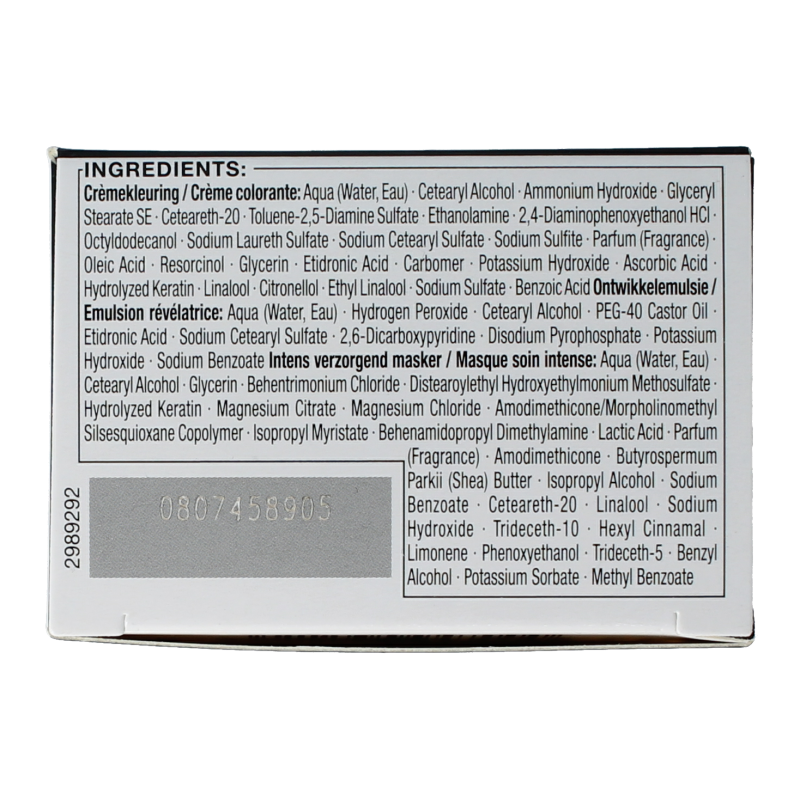 INGREDIENTS:
Crèmekleuring / Crème colorante: Aqua (Water, Eau) · Cetearyl Alcohol · Ammonium Hydroxide · Glyceryl
Stearate SE · Ceteareth-20 · Toluene-2,5-Diamine Sulfate · Ethanolamine · 2,4-Diaminophenoxyethanol HCl ·
Octyldodecanol · Sodium Laureth Sulfate · Sodium Cetearyl Sulfate · Sodium Sulfite · Parfum (Fragrance) ·
Oleic Acid · Resorcinol · Glycerin · Etidronic Acid · Carbomer · Potassium Hydroxide · Ascorbic Acid ·
Hydrolyzed Keratin · Linalool · Citronellol · Ethyl Linalool · Sodium Sulfate · Benzoic Acid Ontwikkelemulsie /
Emulsion révélatrice: Aqua (Water, Eau) · Hydrogen Peroxide · Cetearyl Alcohol · PEG-40 Castor Oil ·
Etidronic Acid · Sodium Cetearyl Sulfate · 2,6-Dicarboxypyridine · Disodium Pyrophosphate · Potassium
Hydroxide · Sodium Benzoate Intens verzorgend masker / Masque soin intense: Aqua (Water, Eau) ·
Cetearyl Alcohol · Glycerin · Behentrimonium Chloride · Distearoylethyl Hydroxyethylmonium Methosulfate ·
Hydrolyzed Keratin · Magnesium Citrate · Magnesium Chloride · Amodimethicone/Morpholinomethyl
Silsesquioxane Copolymer · Isopropyl Myristate · Behenamidopropyl Dimethylamine · Lactic Acid · Parfum
(Fragrance) · Amodimethicone · Butyrospermum
Parkii (Shea) Butter · Isopropyl Alcohol · Sodium
Benzoate · Ceteareth-20 · Linalool · Sodium
Hydroxide · Trideceth-10 · Hexyl Cinnamal ·
Limonene · Phenoxyethanol · Trideceth-5 · Benzyl
Alcohol · Potassium Sorbate · Methyl Benzoate
0807458905
2989292